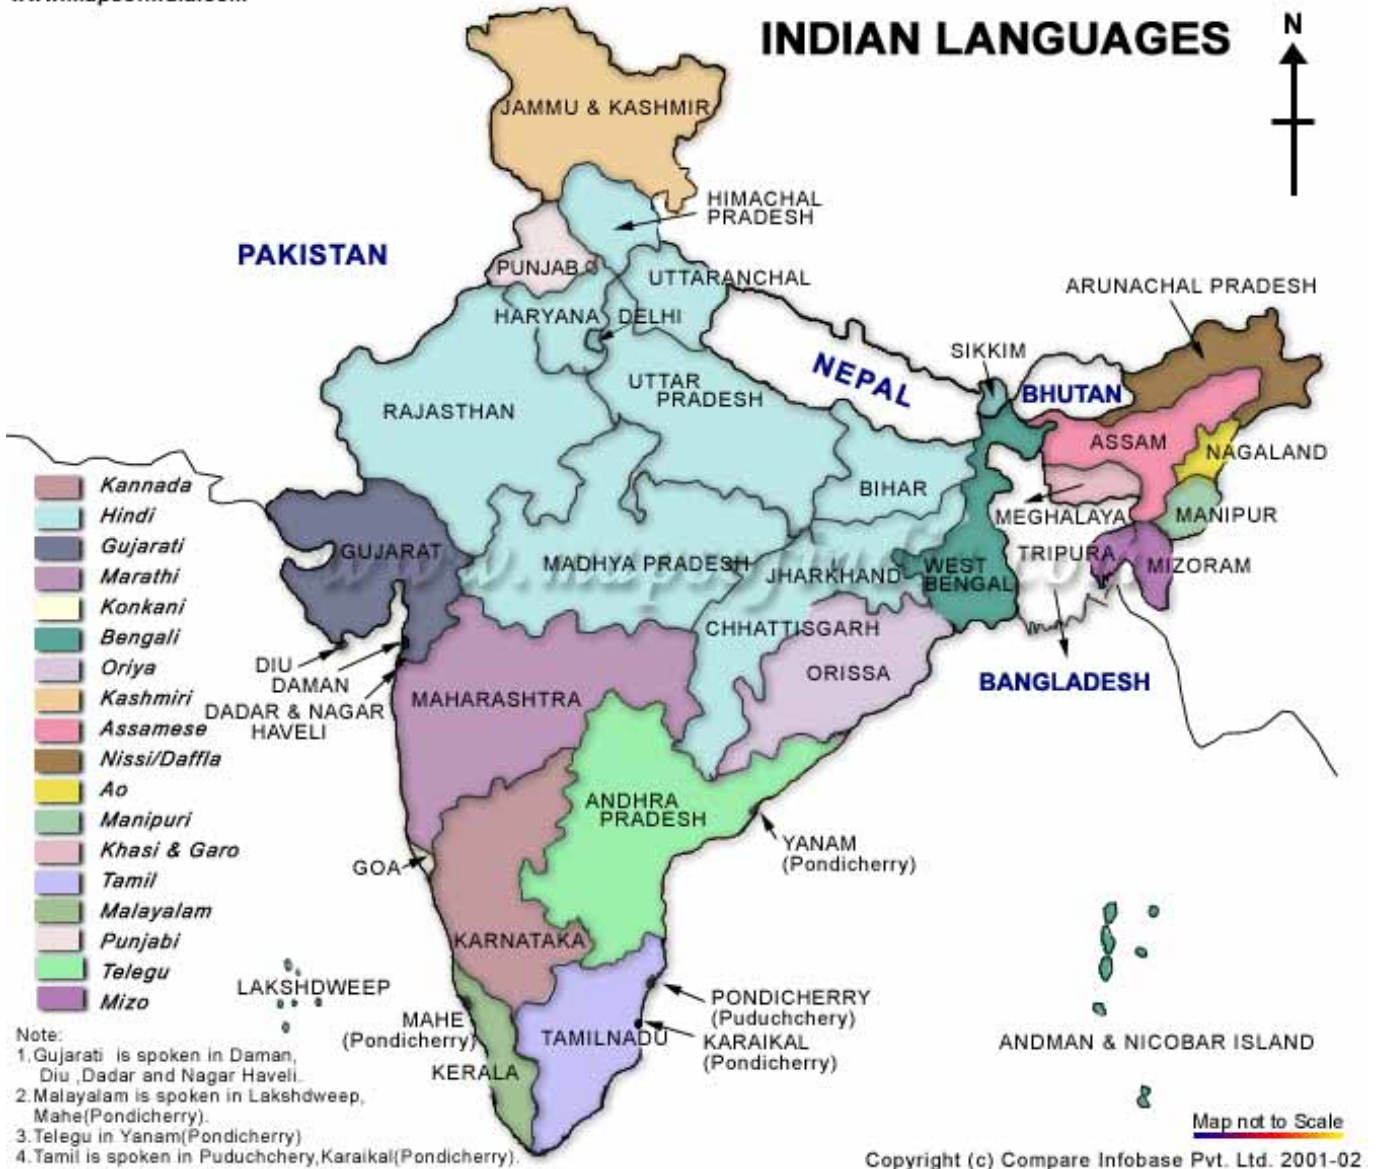 INDIAN LANGUAGES
N
JAMMU & KASHMIR
HIMACHAL
PRADESH
PAKISTAN
PUNJAB
UTTARANCHAL
ARUNACHAL PRADESH
HARYANA
DELHI
SIKKIM
NEPAL
BHUTAN
UTTAR
PRADESH
RAJASTHAN
ASSAM
NAGALAND
BIHAR
MEGHALAYA
MANIPUR
GUJARAT
MADHYA PRADESH
JHARKHAND
WEST
BENGAL
TRIPURA
MIZORAM
CHHATTISGARH
DIU
DAMAN
DADAR & NAGAR
HAVELI
ORISSA
BANGLADESH
MAHARASHTRA
ANDHRA
PRADESH
YANAM
(Pondicherry)
GOA
KARNATAKA
LAKSHDWEEP
MAHE
(Pondicherry)
PONDICHERRY
(Puduchchery)
TAMILNADU
KARAIKAL
(Pondicherry)
KERALA
ANDMAN & NICOBAR ISLAND
Kannada
Hindi
Gujarati
Marathi
Konkani
Bengali
Oriya
Kashmiri
Assamese
Nissi/Daffla
Ao
Manipuri
Khasi & Garo
Tamil
Malayalam
Punjabi
Telegu
Mizo
Note:
1.Gujarati is spoken in Daman,
Diu ,Dadar and Nagar Haveli.
2.Malayalam is spoken in Lakshdweep,
Mahe(Pondicherry).
3.Telegu in Yanam(Pondicherry)
4.Tamil is spoken in Puduchchery,Karaikal(Pondicherry).
Map not to Scale
Copyright (c) Compare Infobase Pvt. Ltd. 2001-02